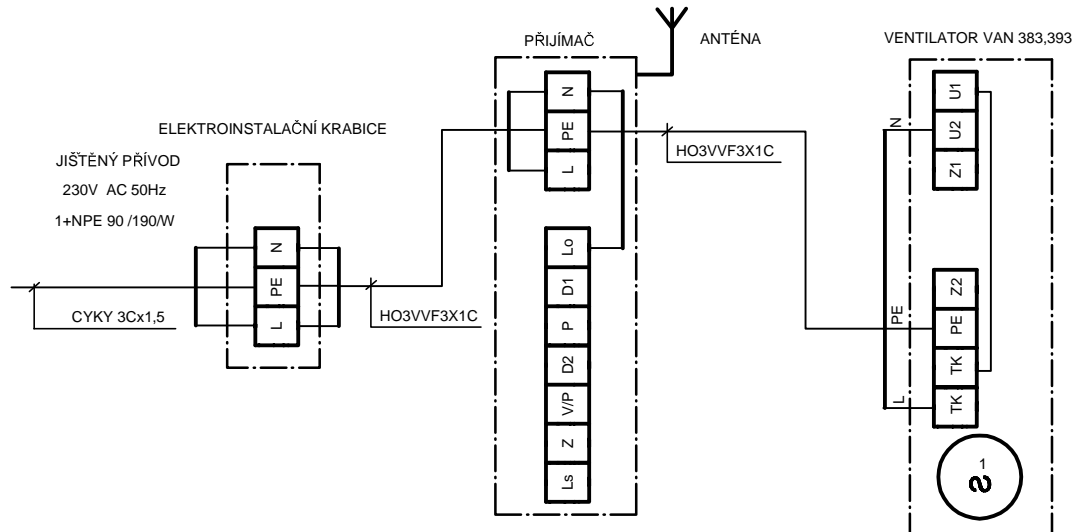 PŘIJÍMAČ
ANTÉNA
VENTILATOR VAN 383,393
ELEKTROINSTALAČNÍ KRABICE
JIŠTĚNÝ PŘÍVOD
230V AC 50Hz
1+NPE 90 /190/W
CYKY 3Cx1,5
N
PE
L
HO3VVF3X1C
N
PE
L
Lo
D1
P
D2
V/P
Z
Ls
HO3VVF3X1C
N
PE
L
U1
U2
Z1
Z2
PE
TK
TK
1